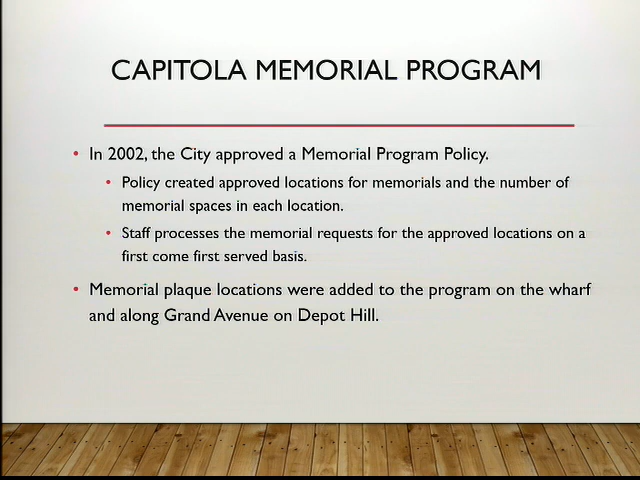 CAPITOLA MEMORIAL PROGRAM
• In 2002, the City approved a Memorial Program Policy.
• Policy created approved locations for memorials and the number of
memorial spaces in each location.
• Staff processes the memorial requests for the approved locations on a
first come first served basis.
• Memorial plaque locations were added to the program on the wharf
and along Grand Avenue on Depot Hill.